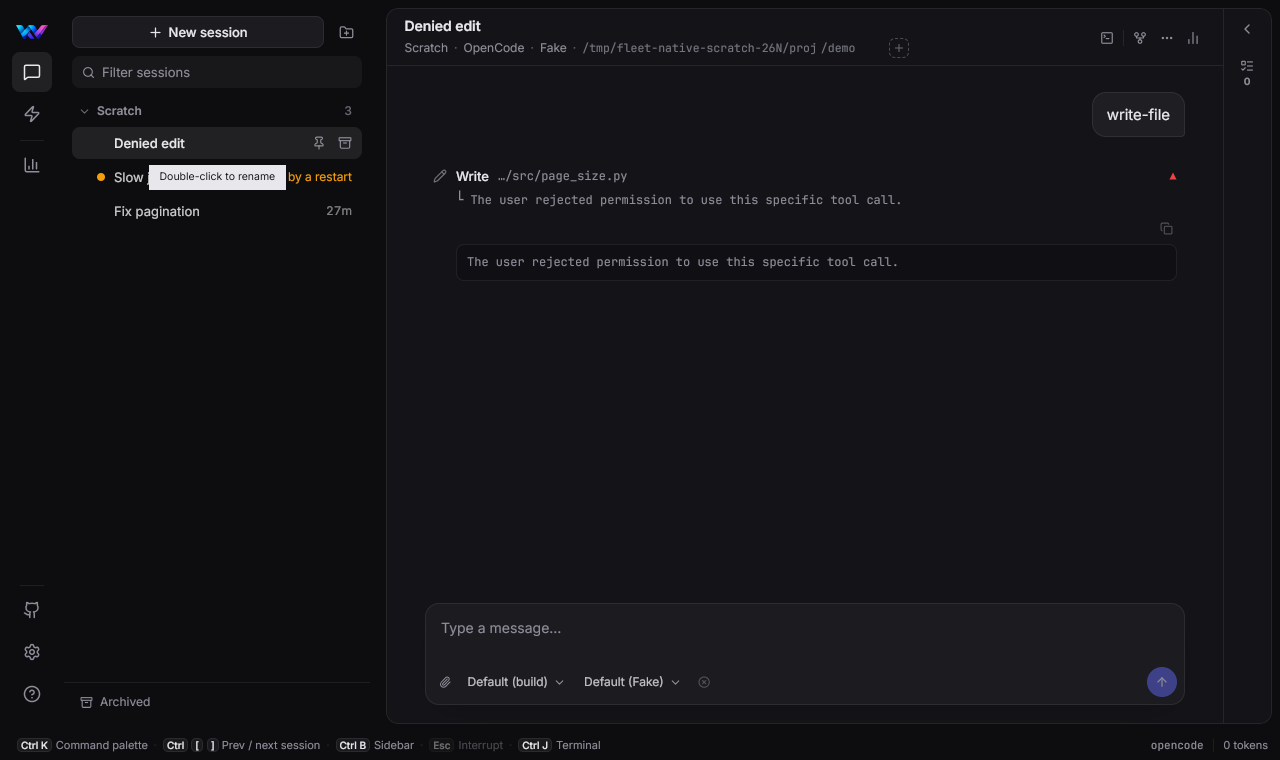 New session
Filter sessions
Scratch 3
Denied edit
Slow
Double-click to rename
by a restart
Fix pagination 27m
Archived
Denied edit
Scratch · OpenCode · Fake · /tmp/fleet-native-scratch-26N/proj /demo
0
write-file
Write …/src/page_size.py
└ The user rejected permission to use this specific tool call.
The user rejected permission to use this specific tool call.
Type a message…
Default (build) Default (Fake)
Ctrl K Command palette · Ctrl [ ] Prev / next session · Ctrl B Sidebar · Esc Interrupt · Ctrl J Terminal
opencode 0 tokens